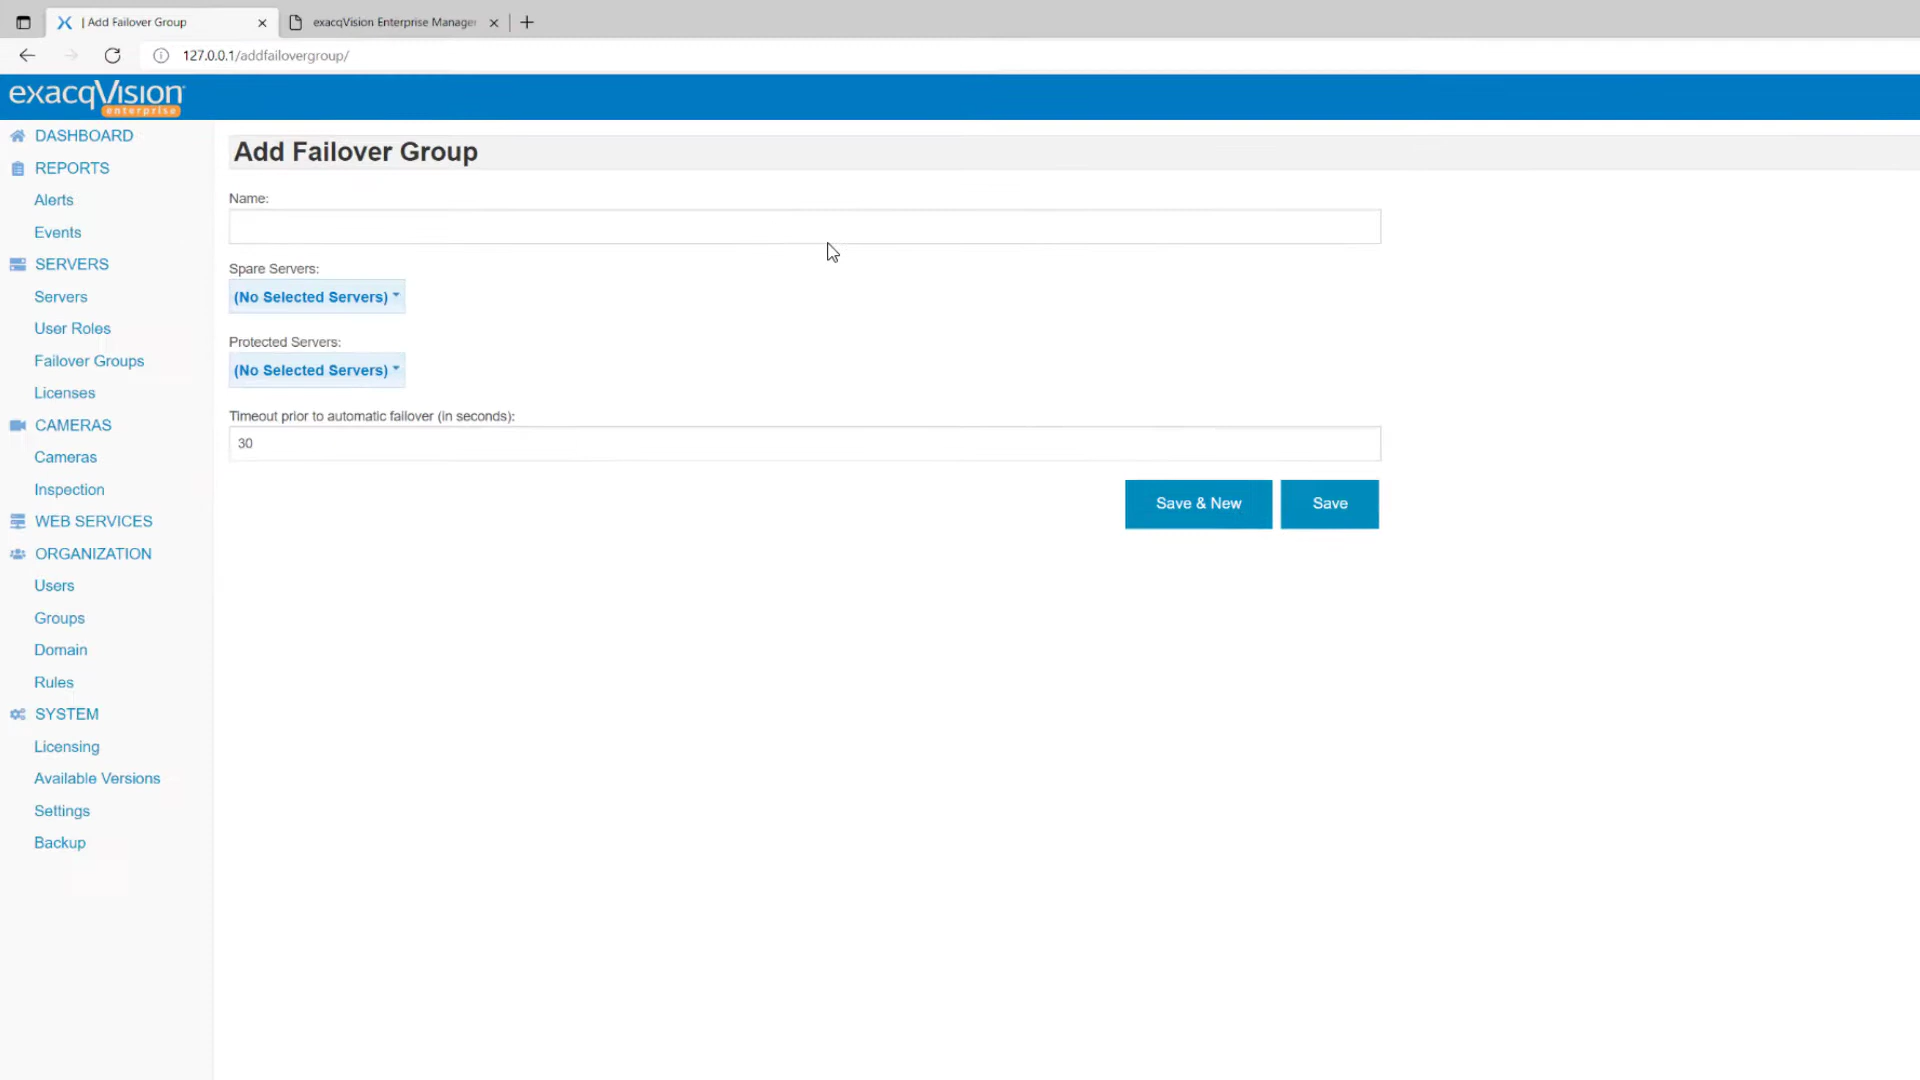 | Add Failover Group
exacqVision Enterprise Manager
127.0.0.1/addfailovergroup/
exacqVision
enterprise
DASHBOARD
REPORTS
Alerts
Events
SERVERS
Servers
User Roles
Failover Groups
Licenses
CAMERAS
Cameras
Inspection
WEB SERVICES
ORGANIZATION
Users
Groups
Domain
Rules
SYSTEM
Licensing
Available Versions
Settings
Backup
Add Failover Group
Name:
Spare Servers:
(No Selected Servers)
Protected Servers:
(No Selected Servers)
Timeout prior to automatic failover (in seconds):
30
Save & New
Save